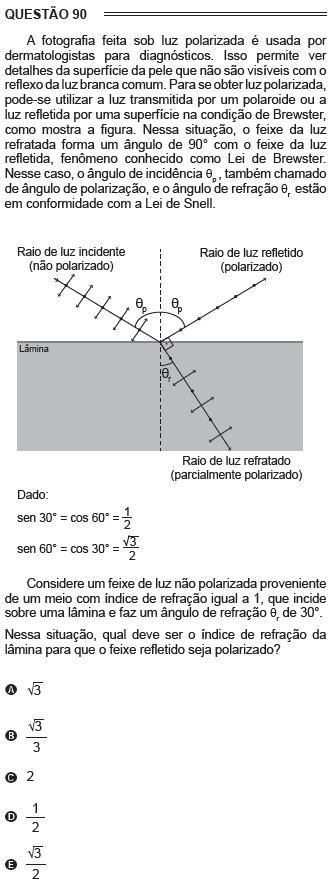 QUESTÃO 90
A fotografia feita sob luz polarizada é usada por
dermatologistas para diagnósticos. Isso permite ver
detalhes da superfície da pele que não são visíveis com o
reflexo da luz branca comum. Para se obter luz polarizada,
pode-se utilizar a luz transmitida por um polaroide ou a
luz refletida por uma superfície na condição de Brewster,
como mostra a figura. Nessa situação, o feixe da luz
refratada forma um ângulo de 90° com o feixe da luz
refletida, fenômeno conhecido como Lei de Brewster.
Nesse caso, o ângulo de incidência θp, também chamado
de ângulo de polarização, e o ângulo de refração θr estão
em conformidade com a Lei de Snell.
Raio de luz incidente
(não polarizado)
Raio de luz refletido
(polarizado)
θp
θp
Lâmina
θr
Raio de luz refratado
(parcialmente polarizado)
Dado:
sen 30° = cos 60° = 1/2
sen 60° = cos 30° = √3/2
Considere um feixe de luz não polarizada proveniente
de um meio com índice de refração igual a 1, que incide
sobre uma lâmina e faz um ângulo de refração θr de 30°.
Nessa situação, qual deve ser o índice de refração da
lâmina para que o feixe refletido seja polarizado?
A √3
B √3/3
C 2
D 1/2
E √3/2